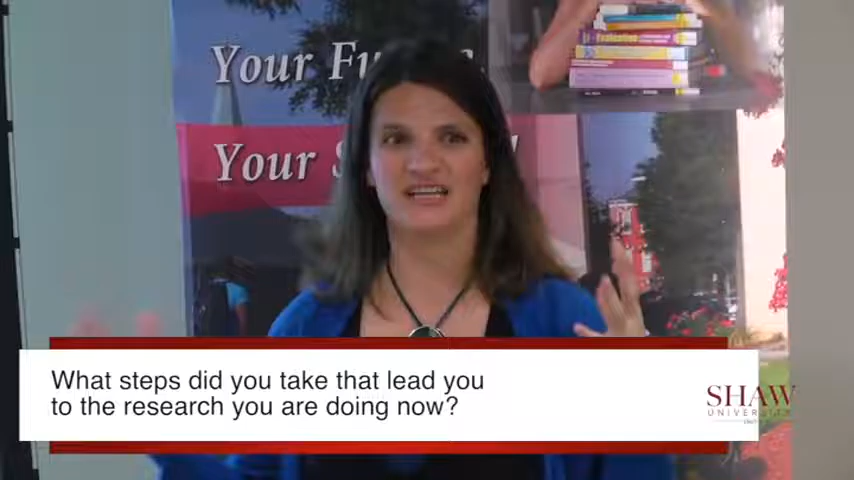 Your Fu
Your S
Evaluative
What steps did you take that lead you
to the research you are doing now?
SHAW
UNIVERSITY